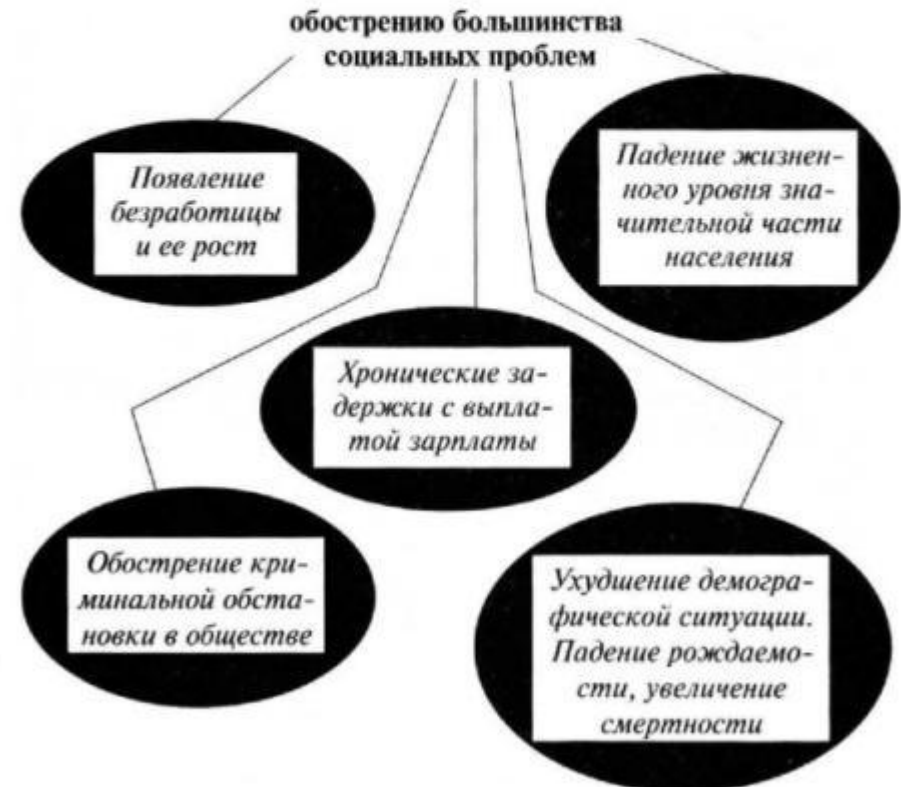 обострению большинства
социальных проблем
Появление
безработицы
и ее рост
Падение жизнен-
ного уровня зна-
чительной части
населения
Хронические за-
держки с выпла-
той зарплаты
Обострение кри-
минальной обста-
новки в обществе
Ухудшение демогра-
фической ситуации.
Падение рождаемо-
сти, увеличение
смертности